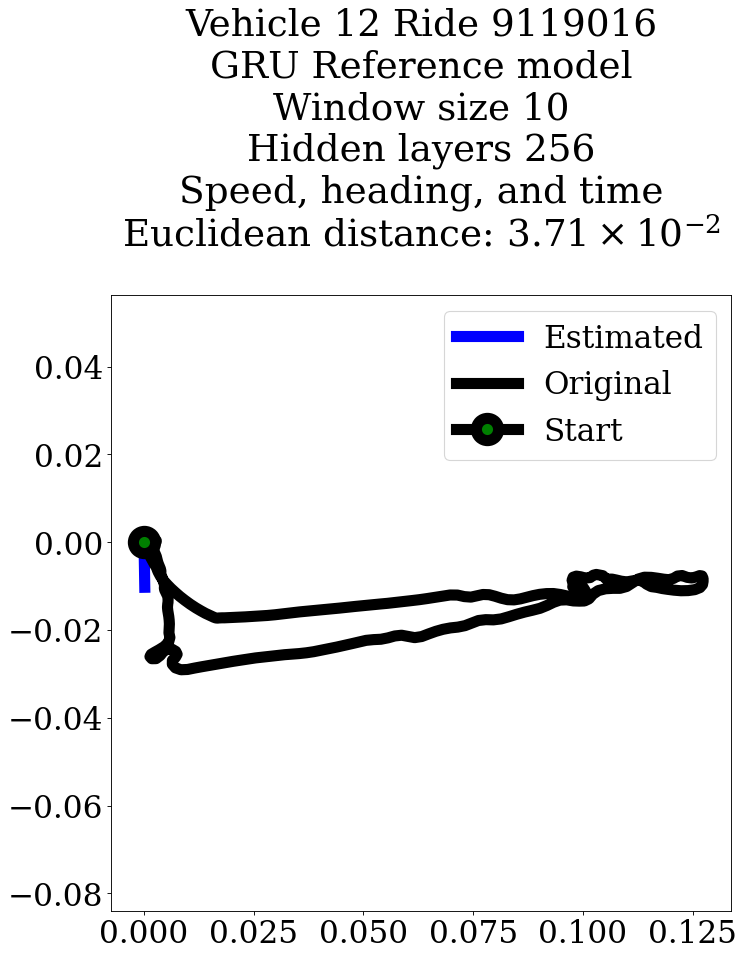 Vehicle 12 Ride 9119016
GRU Reference model
Window size 10
Hidden layers 256
Speed, heading, and time
Euclidean distance: 3.71 × 10⁻²
Estimated
Original
Start
0.04
0.02
0.00
−0.02
−0.04
−0.06
−0.08
0.000 0.025 0.050 0.075 0.100 0.125